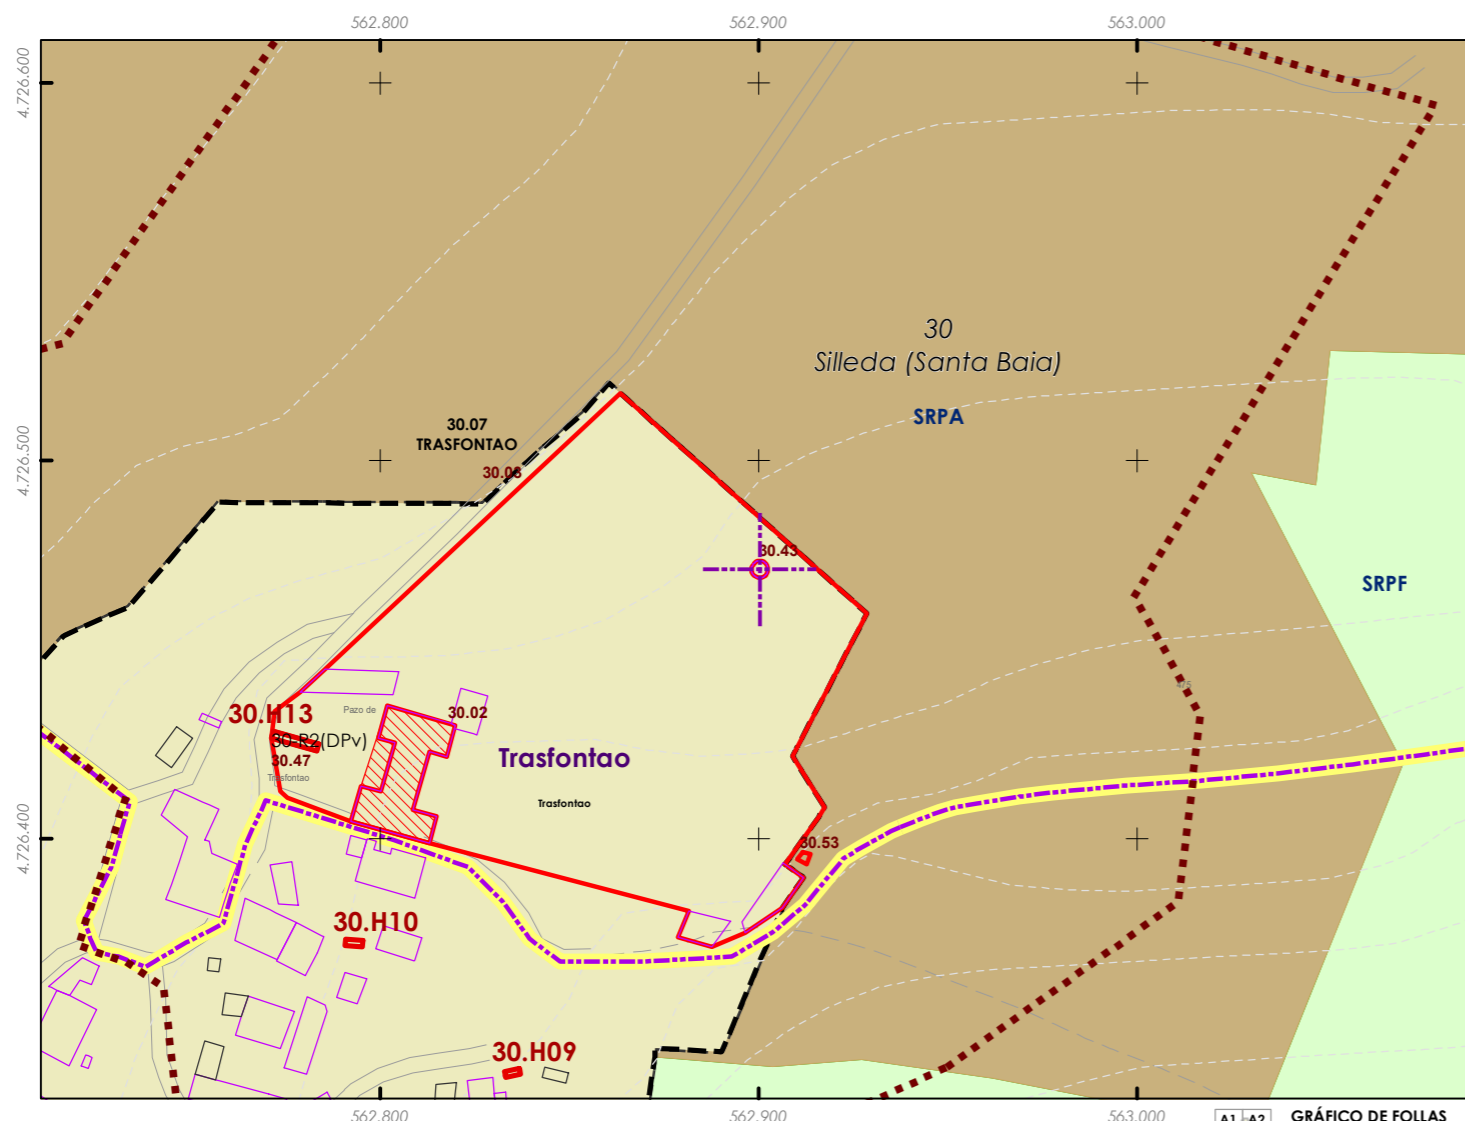 562.800
562.900
563.000
4.726.600
30
Silleda (Santa Baia)
SRPA
30.07
TRASFONTAO
4.726.500
30.03
30.43
SRPF
475
Pazo de
30.02
30.H13
30-R2(DPv)
30.47
Trasfontao
Trasfontao
Trasfontao
4.726.400
30.53
30.H10
30.H09
562.800
562.900
563.000
A1 A2
GRÁFICO DE FOLLAS